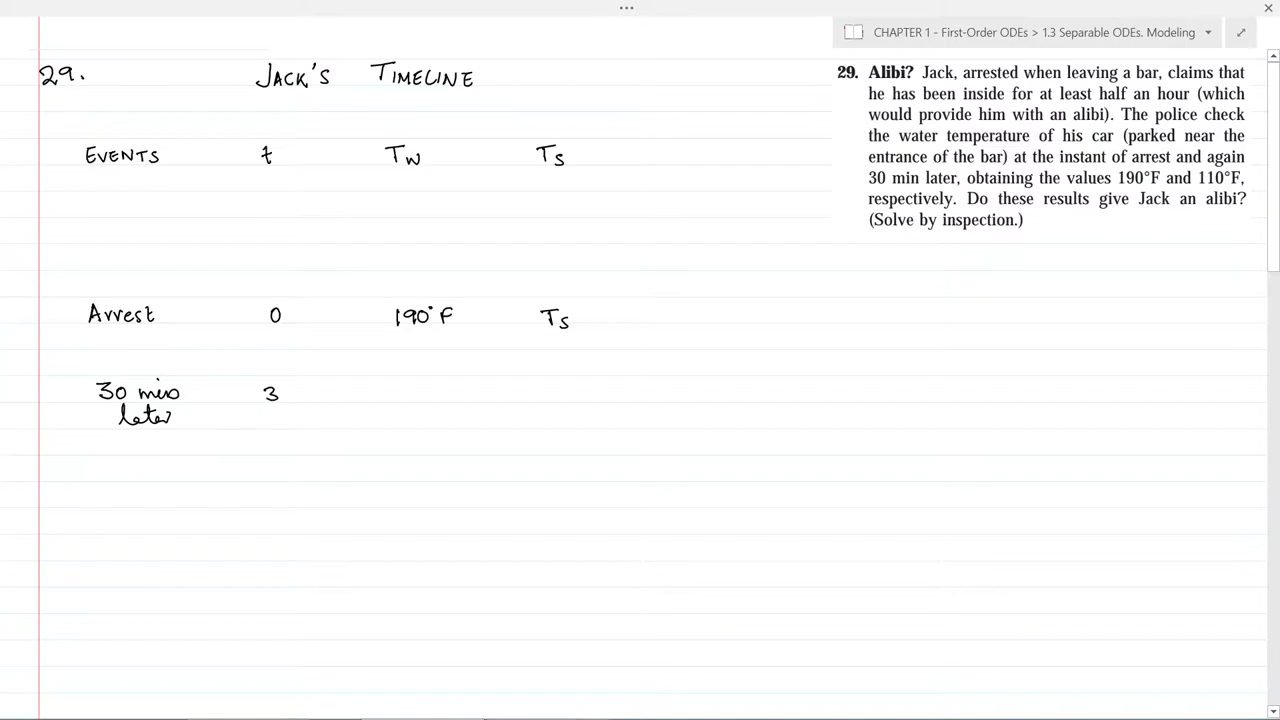 CHAPTER 1 - First-Order ODEs > 1.3 Separable ODEs. Modeling
29. JACK'S TIMELINE
EVENTS t Tw Ts
Arrest 0 190°F Ts
30 min 3
later
29. Alibi? Jack, arrested when leaving a bar, claims that
he has been inside for at least half an hour (which
would provide him with an alibi). The police check
the water temperature of his car (parked near the
entrance of the bar) at the instant of arrest and again
30 min later, obtaining the values 190°F and 110°F,
respectively. Do these results give Jack an alibi?
(Solve by inspection.)